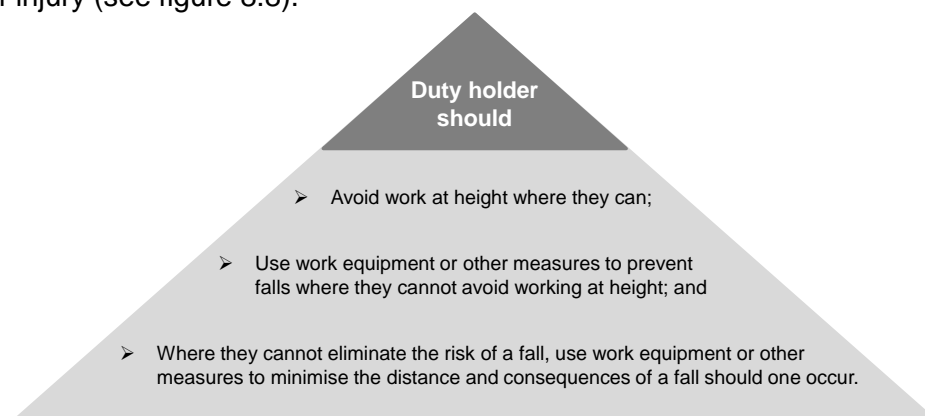 injury (see figure
Duty holder
should
➢ Avoid work at height where they can;
➢ Use work equipment or other measures to prevent
falls where they cannot avoid working at height; and
➢ Where they cannot eliminate the risk of a fall, use work equipment or other
measures to minimise the distance and consequences of a fall should one occur.